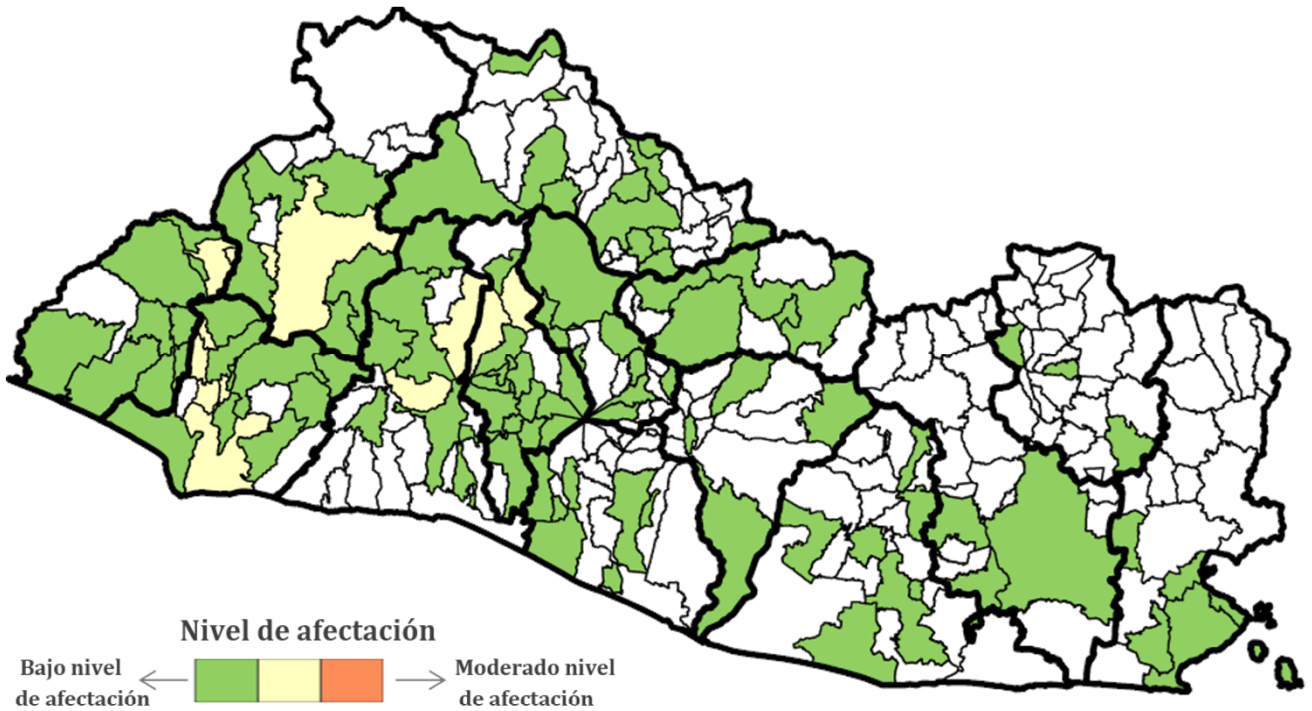 Nivel de afectación
Bajo nivel
de afectación
Moderado nivel
de afectación